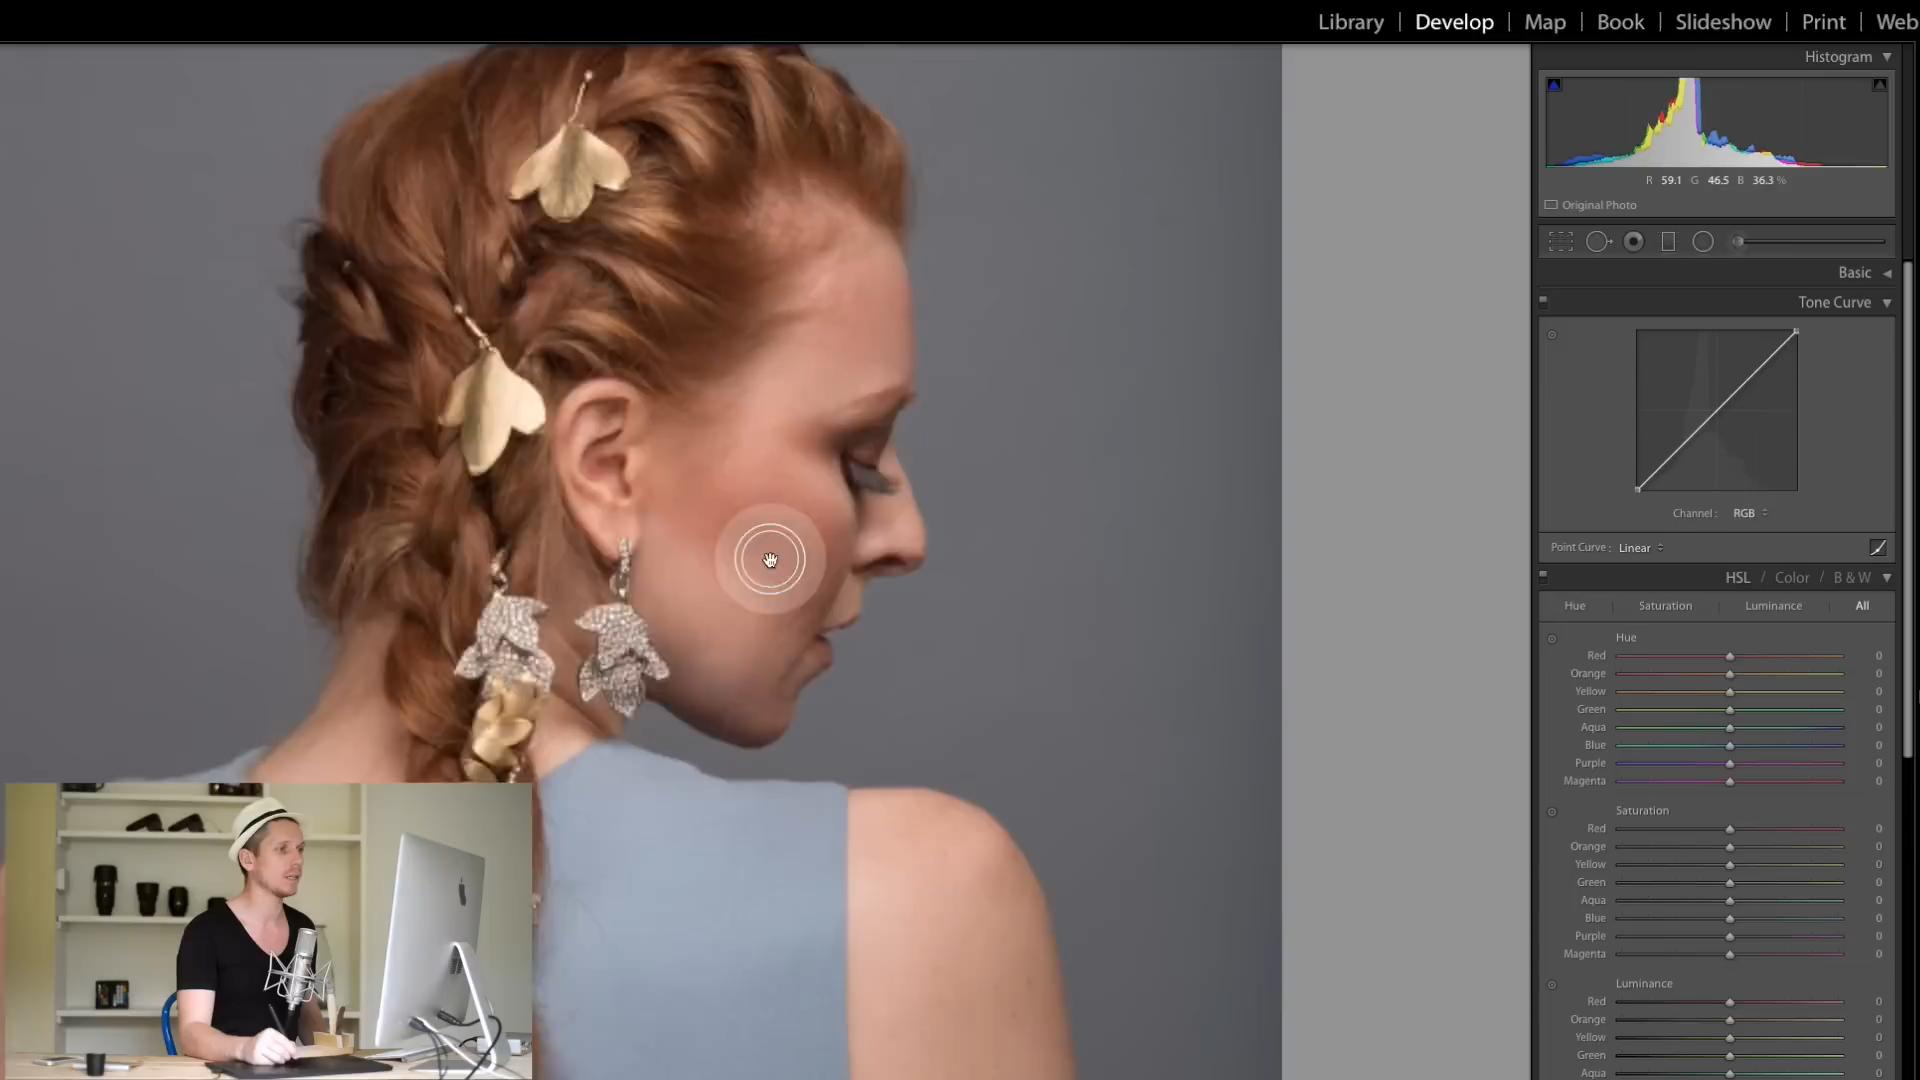 Library | Develop | Map | Book | Slideshow | Print | Web
Histogram
R 59.1 G 46.5 B 36.3 %
Original Photo
Basic
Tone Curve
Channel : RGB
Point Curve : Linear
HSL / Color / B & W
Hue Saturation Luminance All
Hue
Red 0
Orange 0
Yellow 0
Green 0
Aqua 0
Blue 0
Purple 0
Magenta 0
Saturation
Red 0
Orange 0
Yellow 0
Green 0
Aqua 0
Blue 0
Purple 0
Magenta 0
Luminance
Red 0
Orange 0
Yellow 0
Green 0
Aqua 0